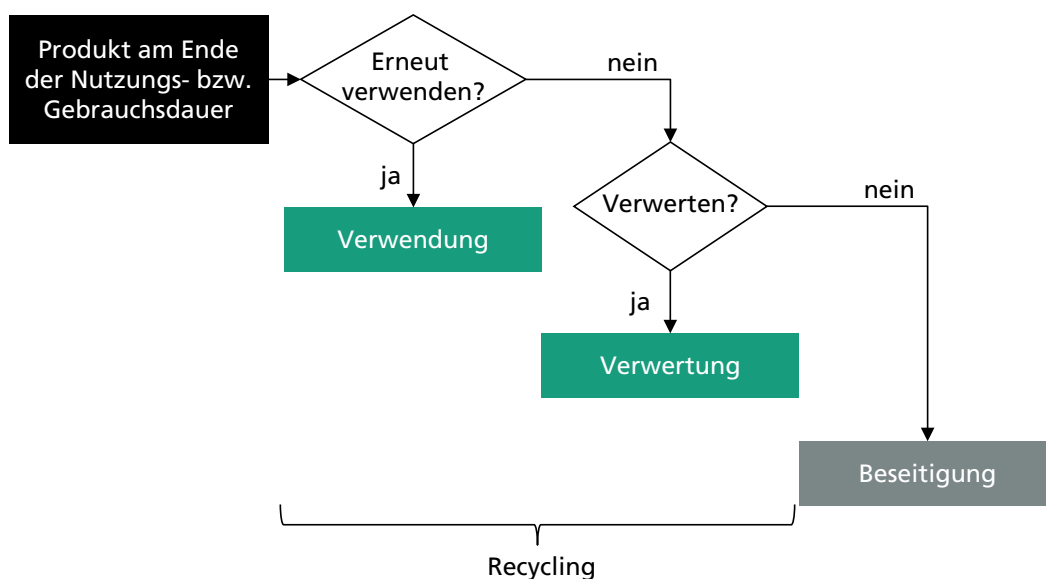 Produkt am Ende
der Nutzungs- bzw.
Gebrauchsdauer
Erneut
verwenden?
nein
ja
Verwendung
Verwerten?
nein
ja
Verwertung
Beseitigung
Recycling